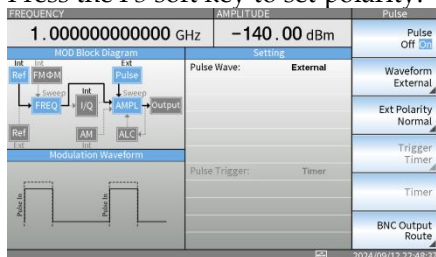 Press the F3 soft key to set polarity.
FREQUENCY
AMPLITUDE
Pulse
1.000000000000 GHz
-140.00 dBm
MOD Block Diagram
Int Int Ext
Ref FMΦM Pulse
Sweep Int Sweep
FREQ I/Q AMPL Output
Ref AM ALC
Ext Int
Modulation Waveform
Pulse In
Pulse In
Setting
Pulse Wave: External
Pulse Trigger: Timer
Pulse
Off On
Waveform
External
Ext Polarity
Normal
Trigger
Timer
Timer
BNC Output
Route
2024/09/12 22:48:37